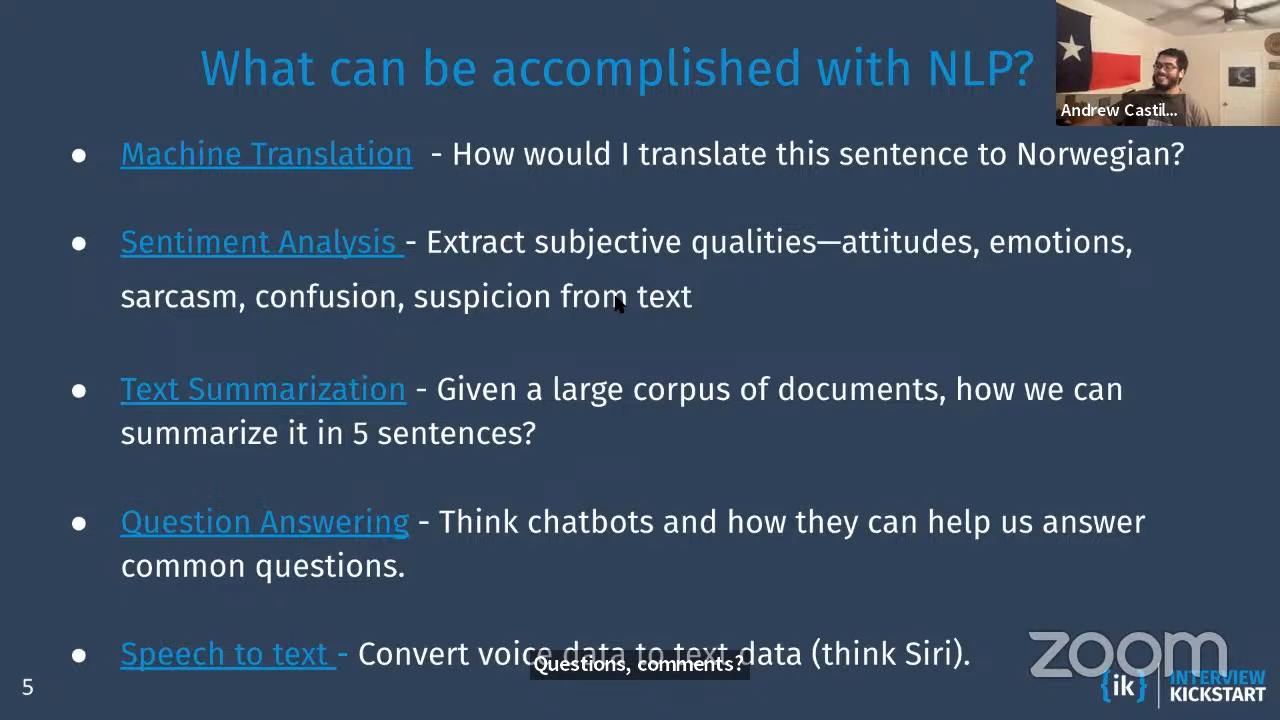 What can be accomplished with NLP?
Andrew Castil...
● Machine Translation - How would I translate this sentence to Norwegian?
● Sentiment Analysis - Extract subjective qualities—attitudes, emotions,
sarcasm, confusion, suspicion from text
● Text Summarization - Given a large corpus of documents, how we can
summarize it in 5 sentences?
● Question Answering - Think chatbots and how they can help us answer
common questions.
● Speech to text - Convert voice data to text data (think Siri).
Questions, comments?
zoom
5
{ik} INTERVIEW
KICKSTART